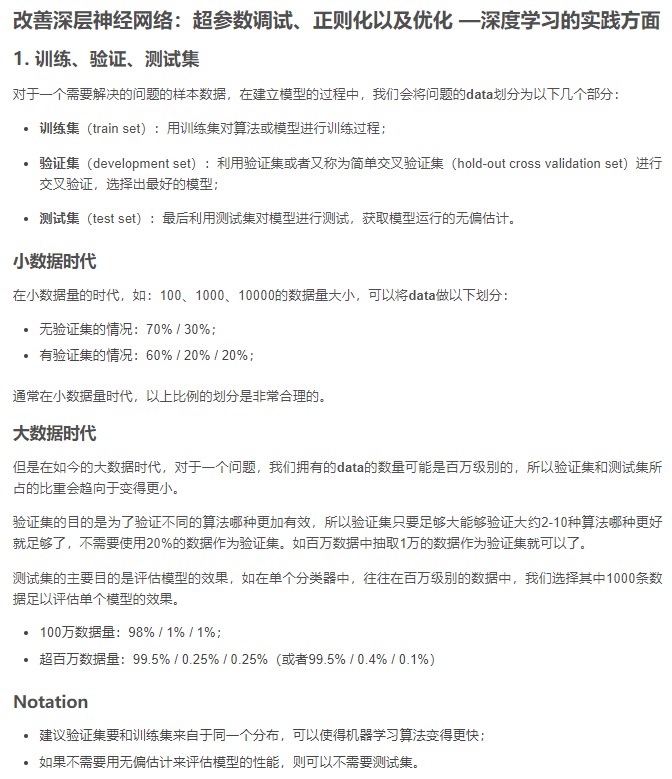 改善深层神经网络：超参数调试、正则化以及优化 —深度学习的实践方面
1. 训练、验证、测试集
对于一个需要解决的问题的样本数据，在建立模型的过程中，我们会将问题的data划分为以下几个部分：
• 训练集（train set）：用训练集对算法或模型进行训练过程；
• 验证集（development set）：利用验证集或者又称为简单交叉验证集（hold-out cross validation set）进行
交叉验证，选择出最好的模型；
• 测试集（test set）：最后利用测试集对模型进行测试，获取模型运行的无偏估计。
小数据时代
在小数据量的时代，如：100、1000、10000的数据量大小，可以将data做以下划分：
• 无验证集的情况：70% / 30%；
• 有验证集的情况：60% / 20% / 20%；
通常在小数据量时代，以上比例的划分是非常合理的。
大数据时代
但是在如今的大数据时代，对于一个问题，我们拥有的data的数量可能是百万级别的，所以验证集和测试集所
占的比重会趋向于变得更小。
验证集的目的是为了验证不同的算法哪种更加有效，所以验证集只要足够大能够验证大约2-10种算法哪种更好
就足够了，不需要使用20%的数据作为验证集。如百万数据中抽取1万的数据作为验证集就可以了。
测试集的主要目的是评估模型的效果，如在单个分类器中，往往在百万级别的数据中，我们选择其中1000条数
据足以评估单个模型的效果。
• 100万数据量：98% / 1% / 1%；
• 超百万数据量：99.5% / 0.25% / 0.25%（或者99.5% / 0.4% / 0.1%）
Notation
• 建议验证集要和训练集来自于同一个分布，可以使得机器学习算法变得更快；
• 如果不需要用无偏估计来评估模型的性能，则可以不需要测试集。